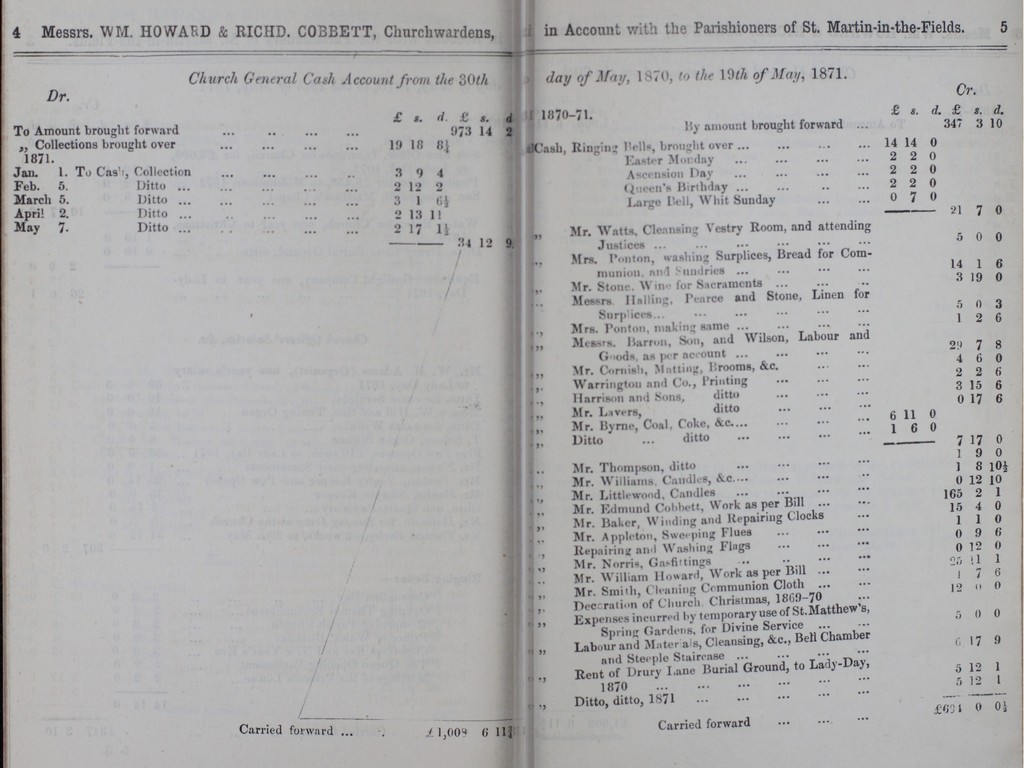 4 Messrs. WM. HOWARD & RICHD. COBBETT, Churchwardens,
Church General Cash Account from the 30th
Dr.
£ s. d. £ s. d
To Amount brought forward ... .. ... ... 973 14 2
„ Collections brought over ... ... ... ... 19 18 8½
1871.
Jan. 1. To Cash, Collection ... ... ... ... 3 9 4
Feb. 5. Ditto ... ... ... ... ... 2 12 2
March 5. Ditto ... ... ... ... ... 3 1 6½
April 2. Ditto ... ... ... ... ... 2 13 11
May 7. Ditto ... ... ... ... ... 2 17 1½
34 12 9
Carried forward ... £1,008 6 11
in Account with the Parishioners of St. Martin-in-the-Fields. 5
day of May, 1870, to the 19th of May, 1871.
Cr.
£ s. d. £ s. d.
1870-71.
By amount brought forward ... 347 3 10
Cash, Ringing Bells, brought over ... ... ... ... 14 14 0
Easter Monday ... ... ... 2 2 0
Ascension Day ... ... ... 2 2 0
Queen's Birthday ... ... .. ... 2 2 0
Large Bell, Whit Sunday ... ... 0 7 0
21 7 0
„ Mr. Watts, Cleansing Vestry Room, and attending
Justices ... ... ... ... ... ... 5 0 0
„ Mrs. Ponton, washing Surplices, Bread for Com-
munion, and Sundries ... ... ... ... 14 1 6
„ Mr. Stone, Wine for Sacraments ... ... ... 3 19 0
„ Messrs. Halling, Pearce and Stone, Linen for
Surplices... ... ... ... ... ... 5 0 3
„ Mrs. Ponton, making same ... ... ... ... 1 2 6
„ Messrs. Barron, Son, and Wilson, Labour and
Goods, as per account ... ... ... ... 29 7 8
„ Mr. Cornish, Matting, Brooms, &c. ... ... 4 6 0
„ Warrington and Co., Printing ... ... ... 2 2 6
„ Harrison and Sons, ditto ... ... ... 3 15 6
„ Mr. Lavers, ditto ... ... ... 0 17 6
„ Mr. Byrne, Coal, Coke, &c.... ... ... ... 6 11 0
„ Ditto ... ditto ... ... ... ... 1 6 0
7 17 0
„ Mr. Thompson, ditto ... ... ... ... 1 9 0
„ Mr. Williams, Candles, &c.... ... ... ... 1 8 10½
„ Mr. Littlewood, Candles ... ... ... ... 0 12 10
„ Mr. Edmund Cobbett, Work as per Bill ... ... 165 2 1
„ Mr. Baker, Winding and Repairing Clocks ... 15 4 0
„ Mr. Appleton, Sweeping Flues ... ... ... 1 1 0
„ Repairing and Washing Flags ... ... ... 0 9 6
„ Mr. Norris, Gasfittings ... .. ... ... 0 12 0
„ Mr. William Howard, Work as per Bill ... ... 25 11 1
„ Mr. Smith, Cleaning Communion Cloth ... ... 1 7 6
„ Decoration of Church, Christmas, 1869-70 ... 12 0 0
„ Expenses incurred by temporary use of St. Matthew's,
Spring Gardens, for Divine Service ... ... 5 0 0
„ Labour and Materials, Cleansing, &c., Bell Chamber
and Steeple Staircase ... ... ... ... 6 17 9
„ Rent of Drury Lane Burial Ground, to Lady-Day,
1870 ... ... ... ... ... ... 5 12 1
„ Ditto, ditto, 1871 ... ... ... ... ... 5 12 1
Carried forward ... ... ... £694 0 0½